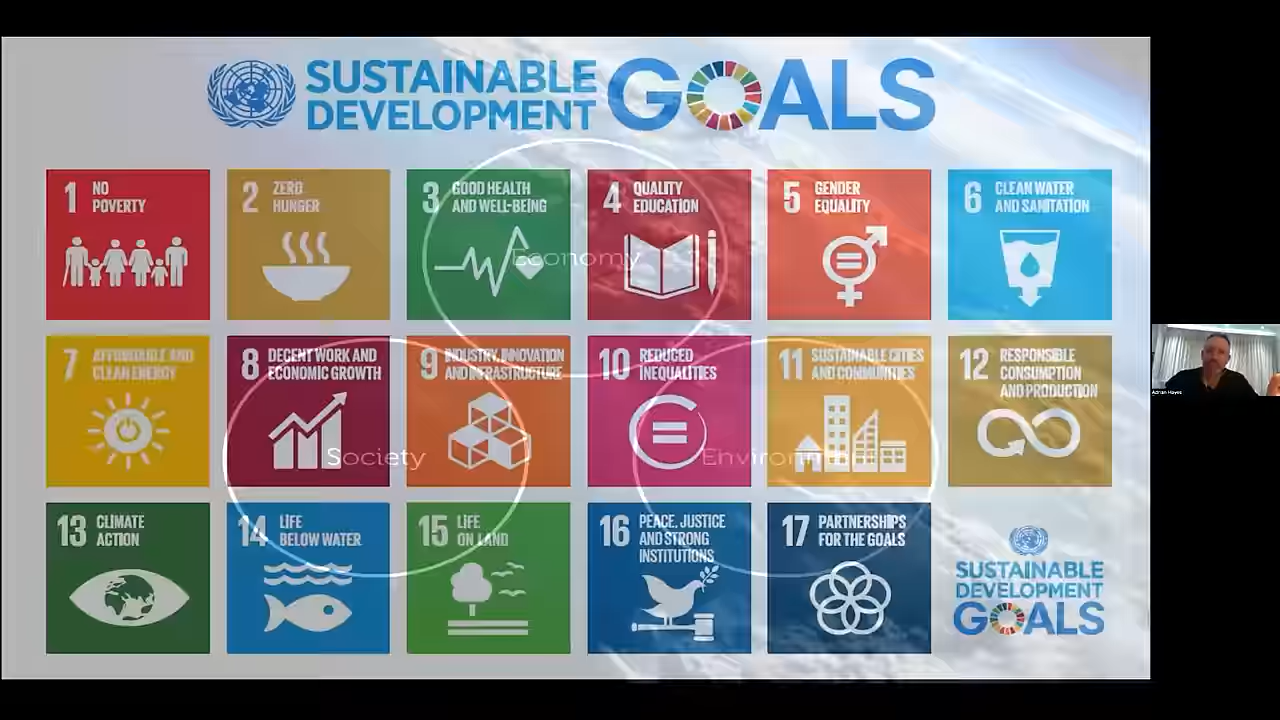 SUSTAINABLE
DEVELOPMENT
GOALS
1 NO
POVERTY
2 ZERO
HUNGER
3 GOOD HEALTH
AND WELL-BEING
4 QUALITY
EDUCATION
5 GENDER
EQUALITY
6 CLEAN WATER
AND SANITATION
Economy
7 AFFORDABLE AND
CLEAN ENERGY
8 DECENT WORK AND
ECONOMIC GROWTH
9 INDUSTRY, INNOVATION
AND INFRASTRUCTURE
10 REDUCED
INEQUALITIES
11 SUSTAINABLE CITIES
AND COMMUNITIES
12 RESPONSIBLE
CONSUMPTION
AND PRODUCTION
Society
13 CLIMATE
ACTION
14 LIFE
BELOW WATER
15 LIFE
ON LAND
16 PEACE, JUSTICE
AND STRONG
INSTITUTIONS
17 PARTNERSHIPS
FOR THE GOALS
SUSTAINABLE
DEVELOPMENT
GOALS
Adrian Hayes